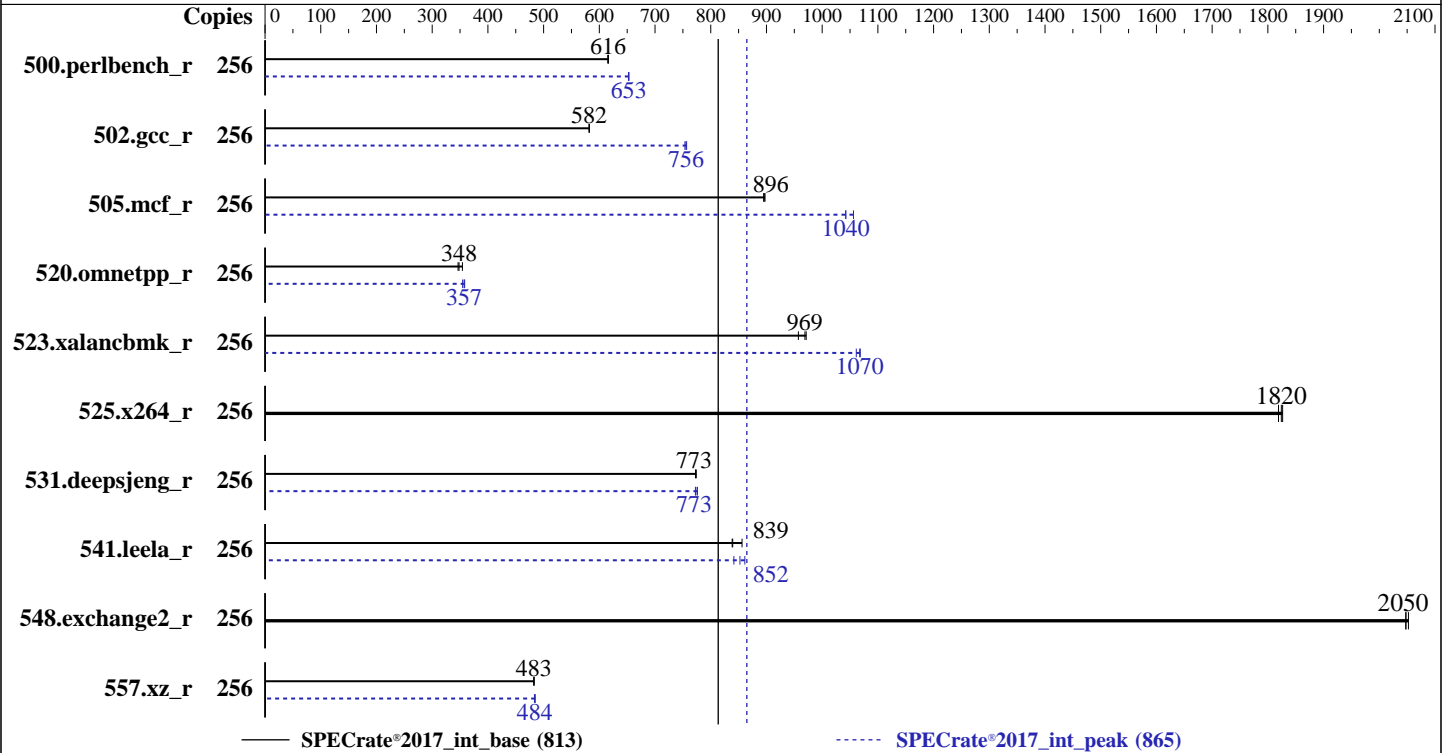 Copies 0 100 200 300 400 500 600 700 800 900 1000 1100 1200 1300 1400 1500 1600 1700 1800 1900 2100
500.perlbench_r 256
616
653
502.gcc_r 256
582
756
505.mcf_r 256
896
1040
520.omnetpp_r 256
348
357
523.xalancbmk_r 256
969
1070
525.x264_r 256
1820
531.deepsjeng_r 256
773
773
541.leela_r 256
839
852
548.exchange2_r 256
2050
557.xz_r 256
483
484
SPECrate®2017_int_base (813) SPECrate®2017_int_peak (865)